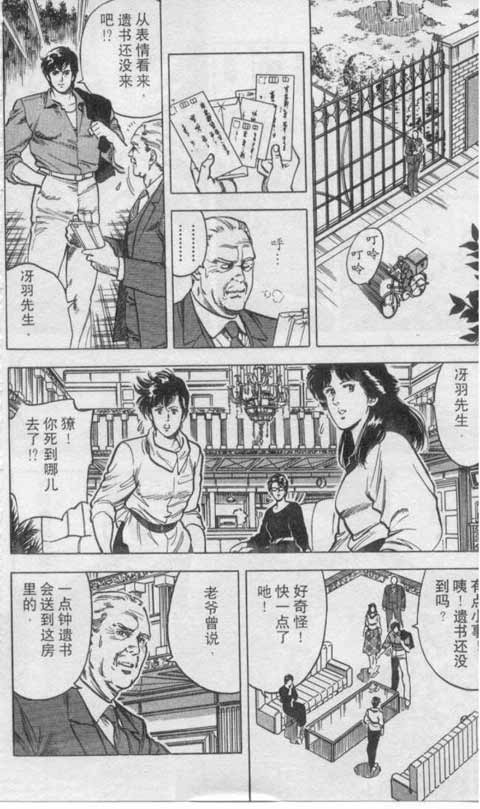 叮
呤
叮
呤
呼…
………
………
从表情看来，
遗书还没来
吧!?
冴羽先生．
冴羽先生．
獠！
你死到哪儿
去了!?
有点小事！
咦！遗书还没
到吗？
好奇怪！
快一点了
吔！
老爷曾说，
一点钟遗书
会送到这房
里的．